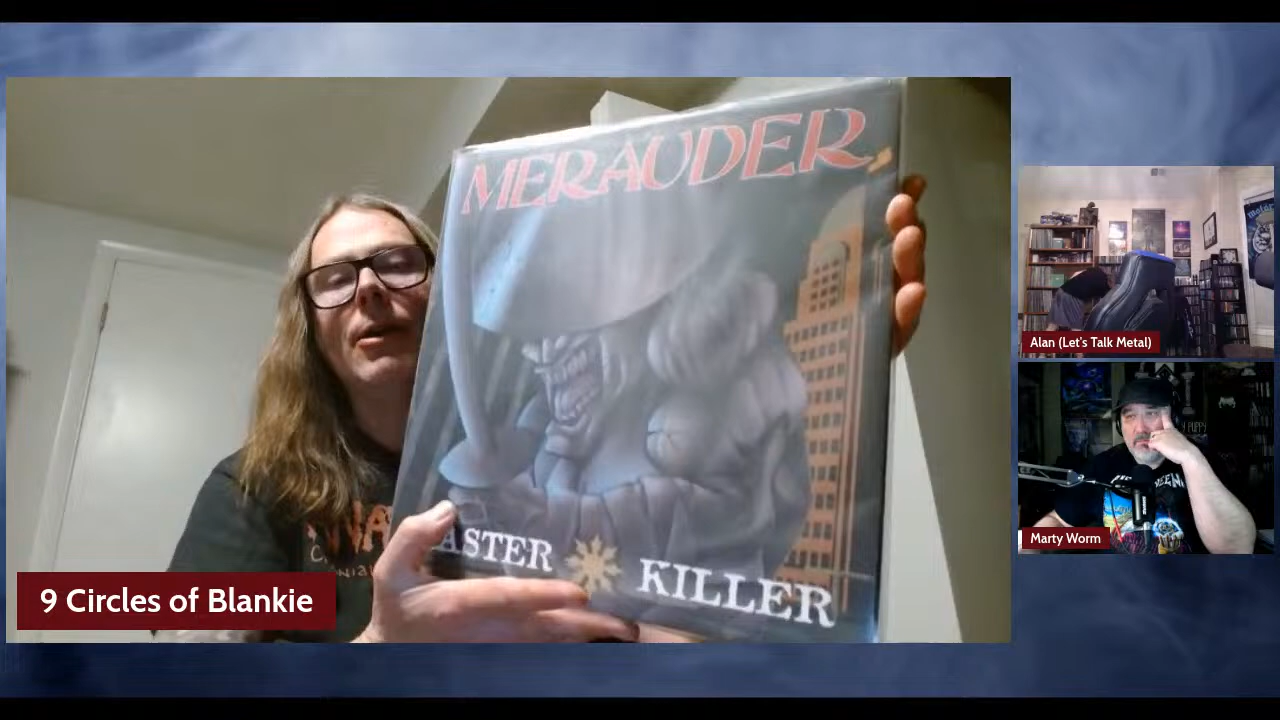 MERAUDER
ASTER KILLER
9 Circles of Blankie
Alan (Let's Talk Metal)
Marty Worm